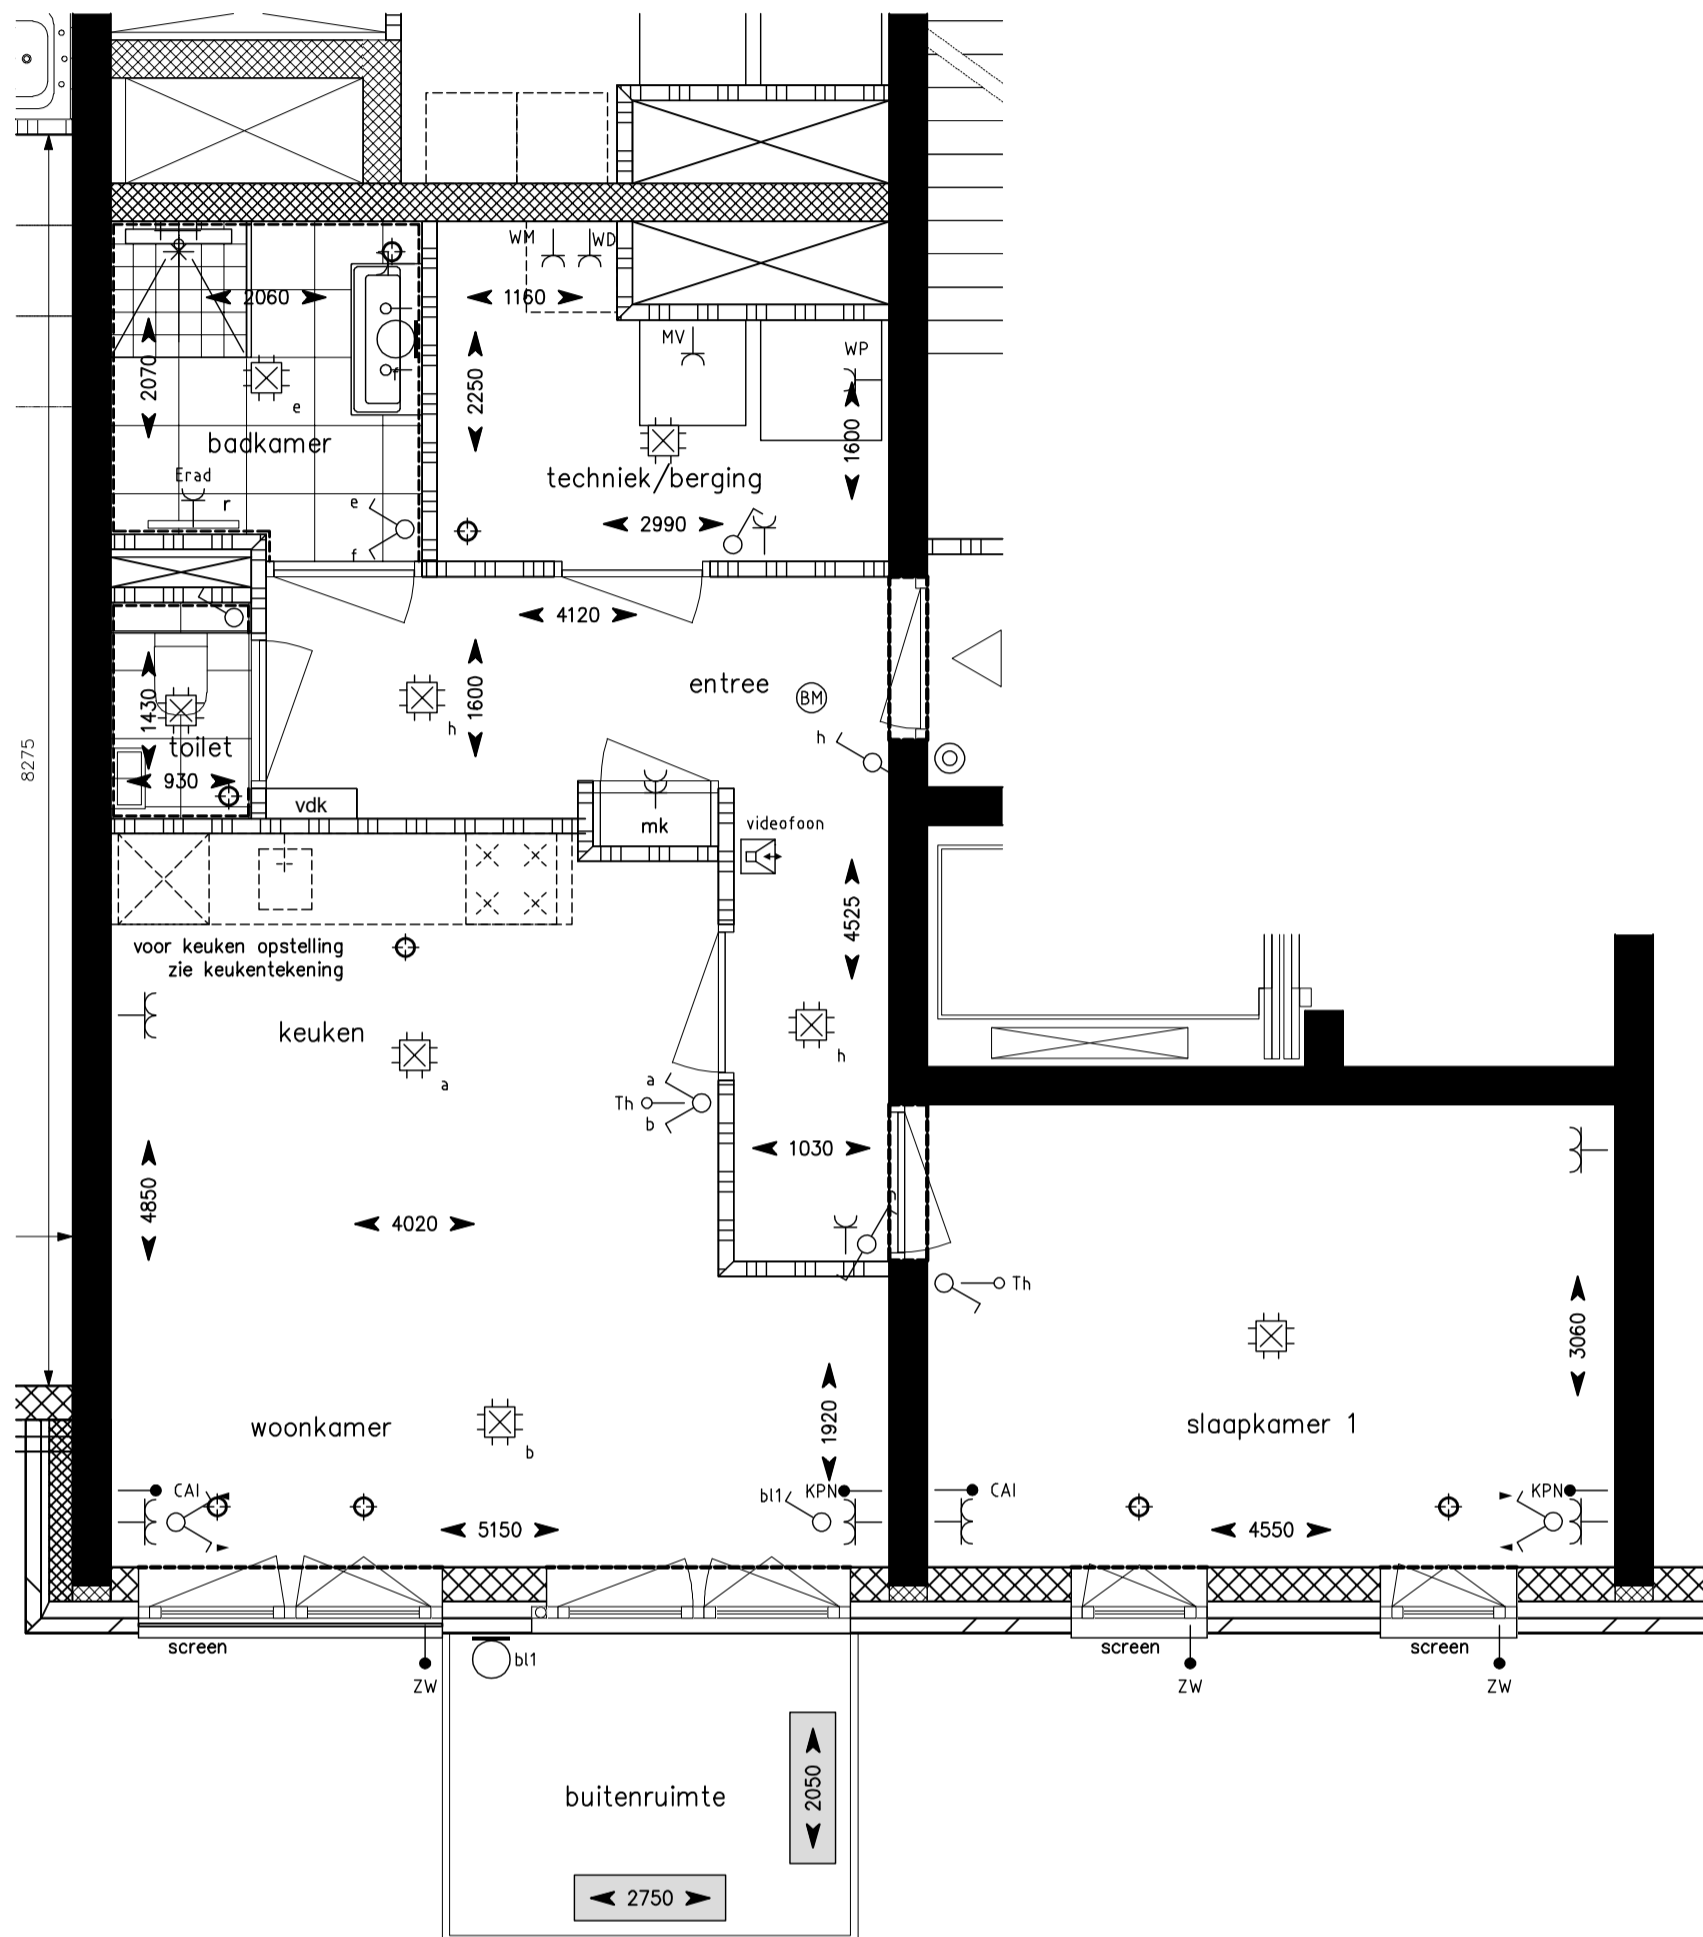 WM
WD
2060
1160
MV
WP
2070
2250
1600
f
e
badkamer
techniek/berging
Erad
r
e
f
2990
4120
1600
entree
BM
h
h
1430
toilet
930
vdk
mk
videofoon
8275
4525
voor keuken opstelling
zie keukentekening
keuken
a
h
a
Th
b
1030
4850
4020
Th
3060
1920
woonkamer
b
slaapkamer 1
CAI
bl1
KPN
CAI
KPN
5150
4550
screen
bl1
screen
screen
ZW
ZW
ZW
2050
buitenruimte
2750